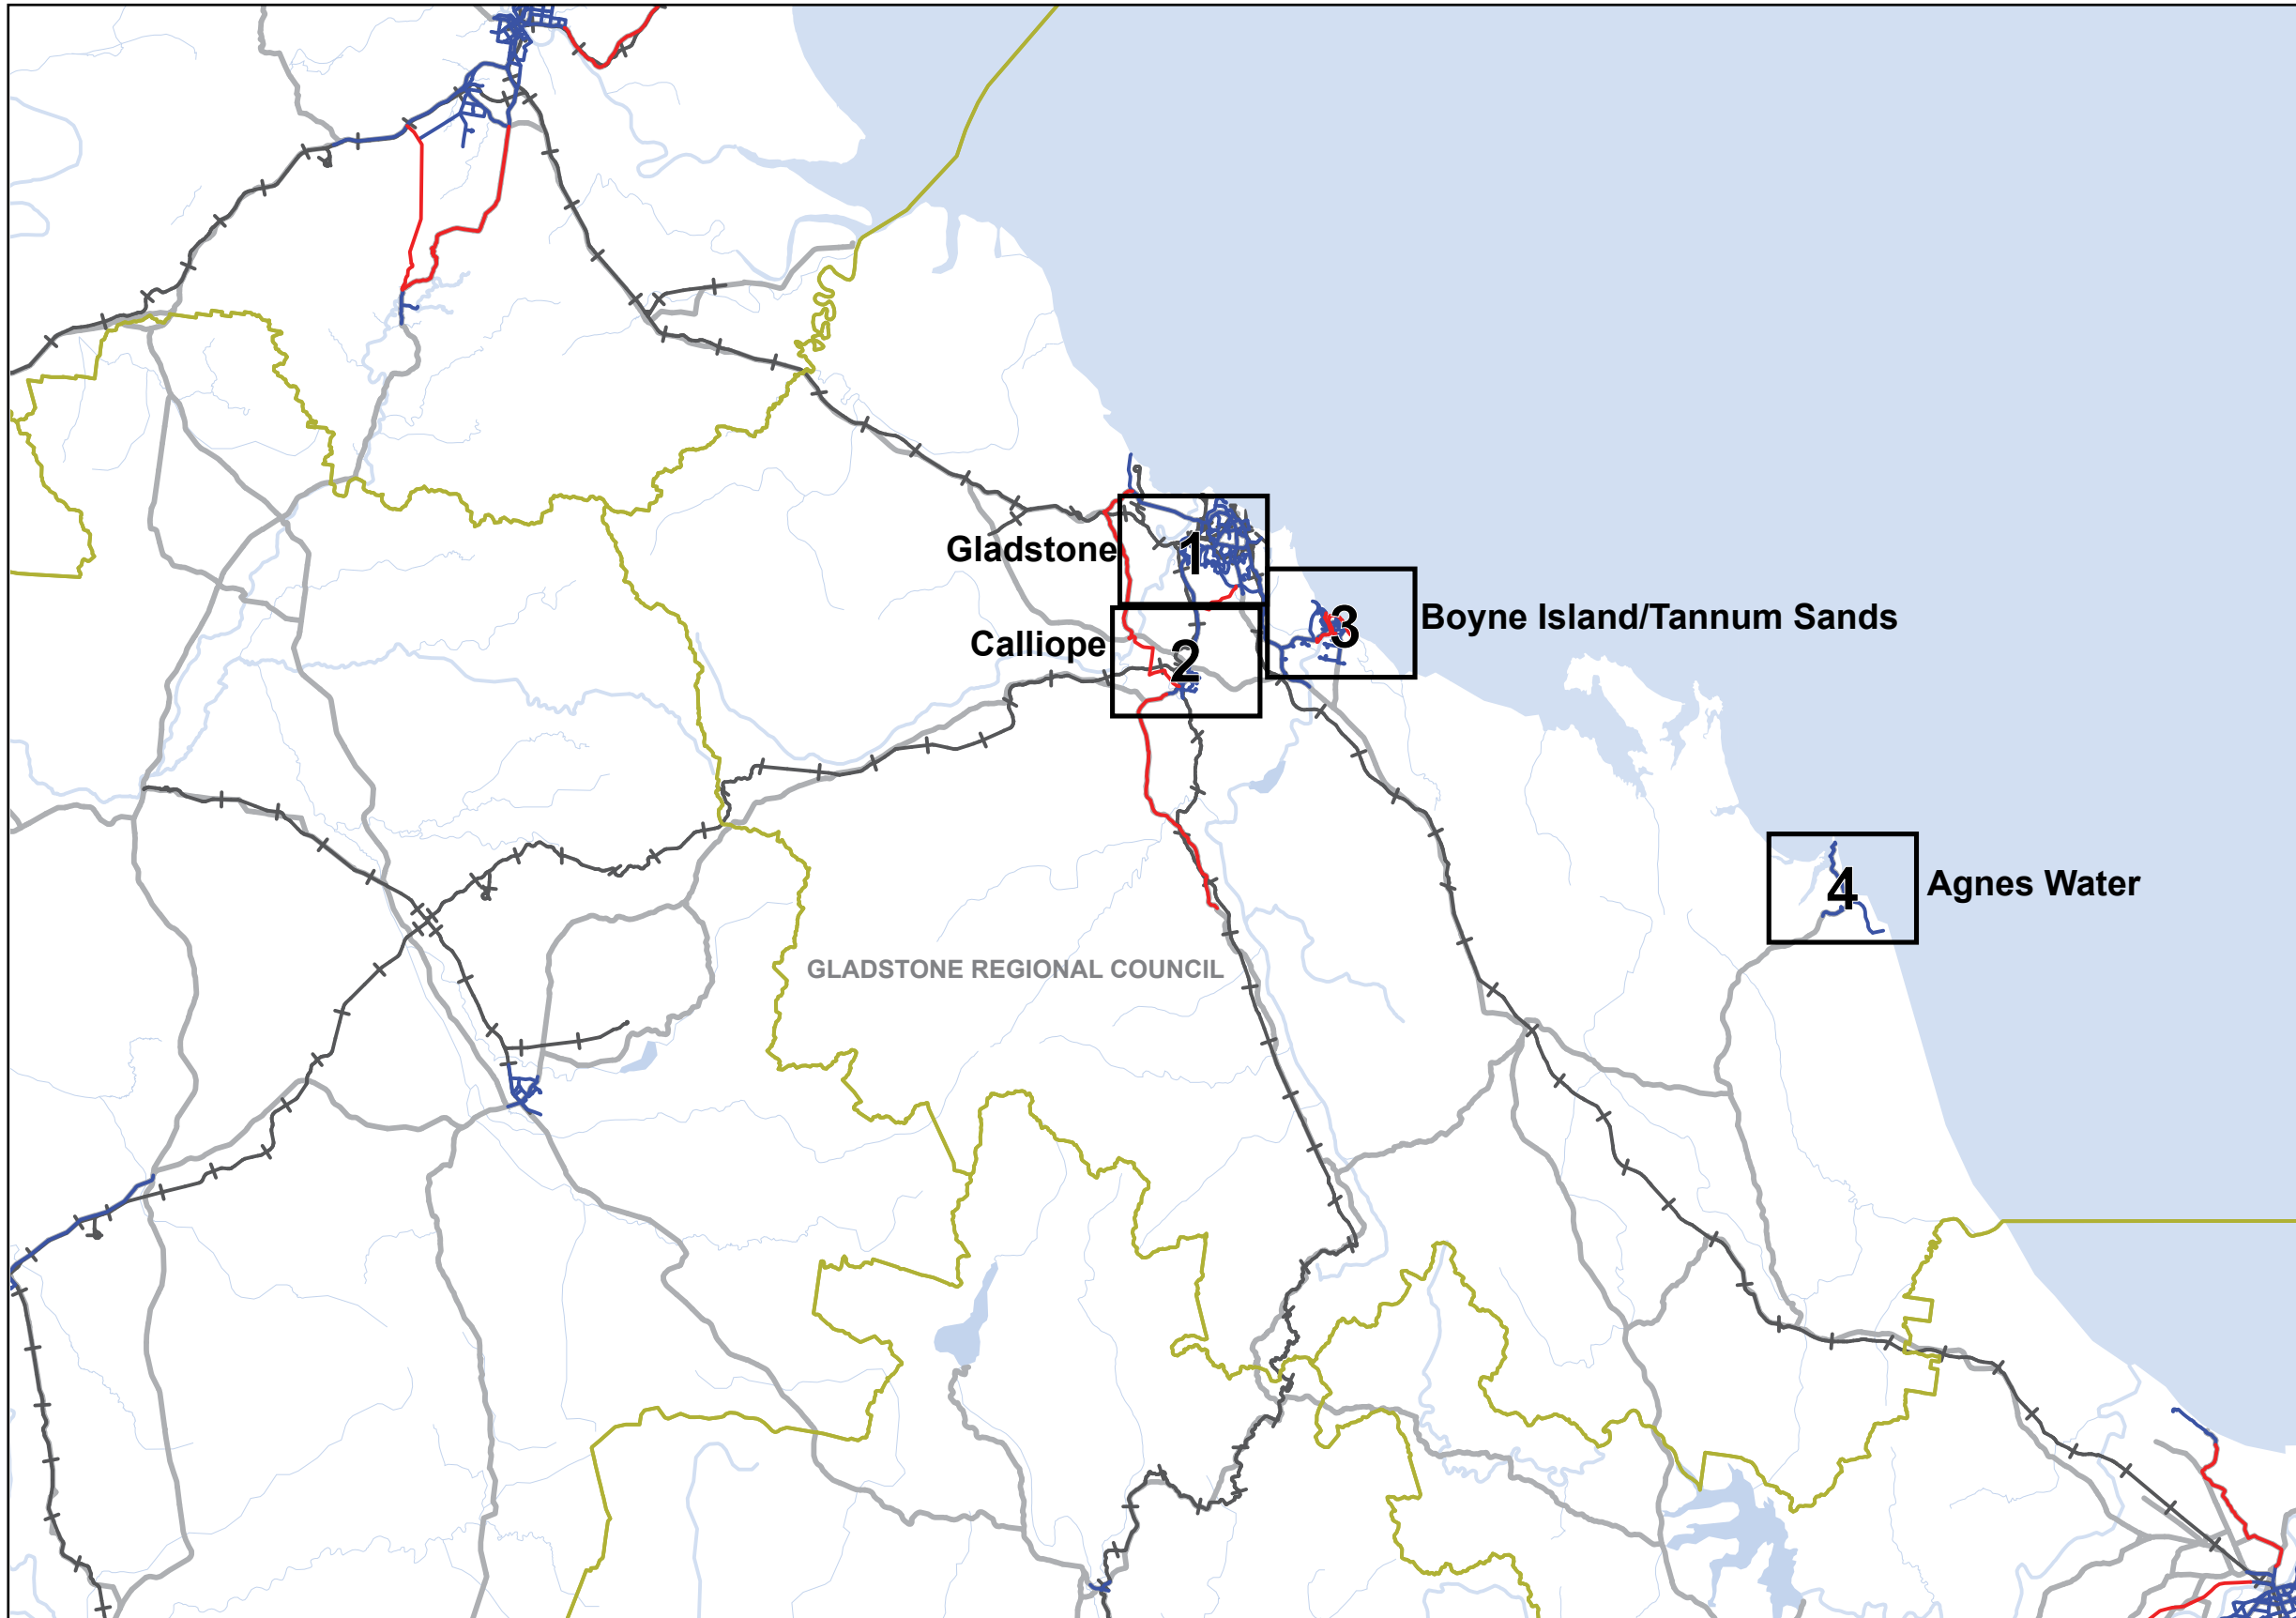 Gladstone
1
Boyne Island/Tannum Sands
3
Calliope
2
4
Agnes Water
GLADSTONE REGIONAL COUNCIL